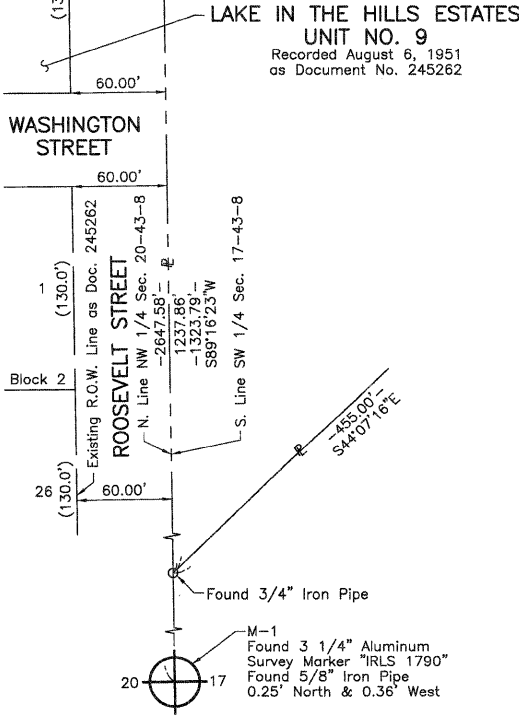 LAKE IN THE HILLS ESTATES
UNIT NO. 9
Recorded August 6, 1951
as Document No. 245262
60.00'
WASHINGTON
STREET
60.00'
1
(130.0')
Existing R.O.W. Line as Doc. 245262
ROOSEVELT STREET
N. Line NW 1/4 Sec. 20-43-8
-2647.58'-
1237.86'
-1323.79'-
S89°16'23"W
S. Line SW 1/4 Sec. 17-43-8
Block 2
-455.00'-
S44°07'16"E
26
(130.0')
60.00'
Found 3/4" Iron Pipe
M-1
Found 3 1/4" Aluminum
Survey Marker "IRLS 1790"
Found 5/8" Iron Pipe
0.25' North & 0.36' West
20
17